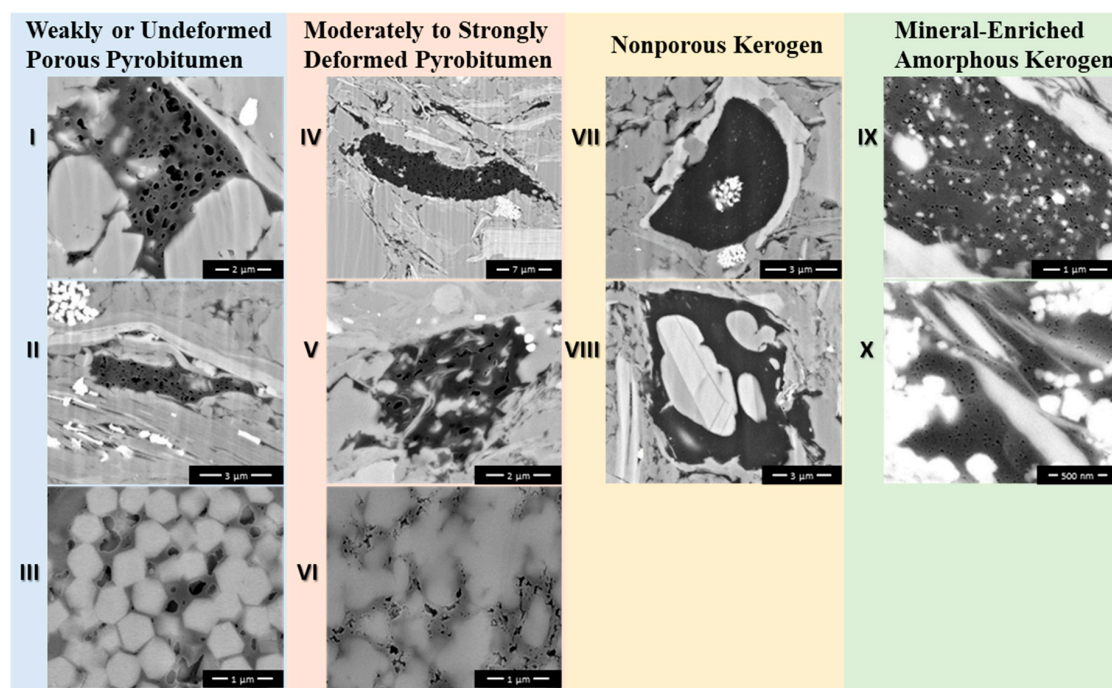 Weakly or Undeformed
Porous Pyrobitumen
Moderately to Strongly
Deformed Pyrobitumen
Nonporous Kerogen
Mineral-Enriched
Amorphous Kerogen
I
2 µm
IV
7 µm
VII
3 µm
IX
1 µm
II
3 µm
V
2 µm
VIII
3 µm
X
500 nm
III
1 µm
VI
1 µm